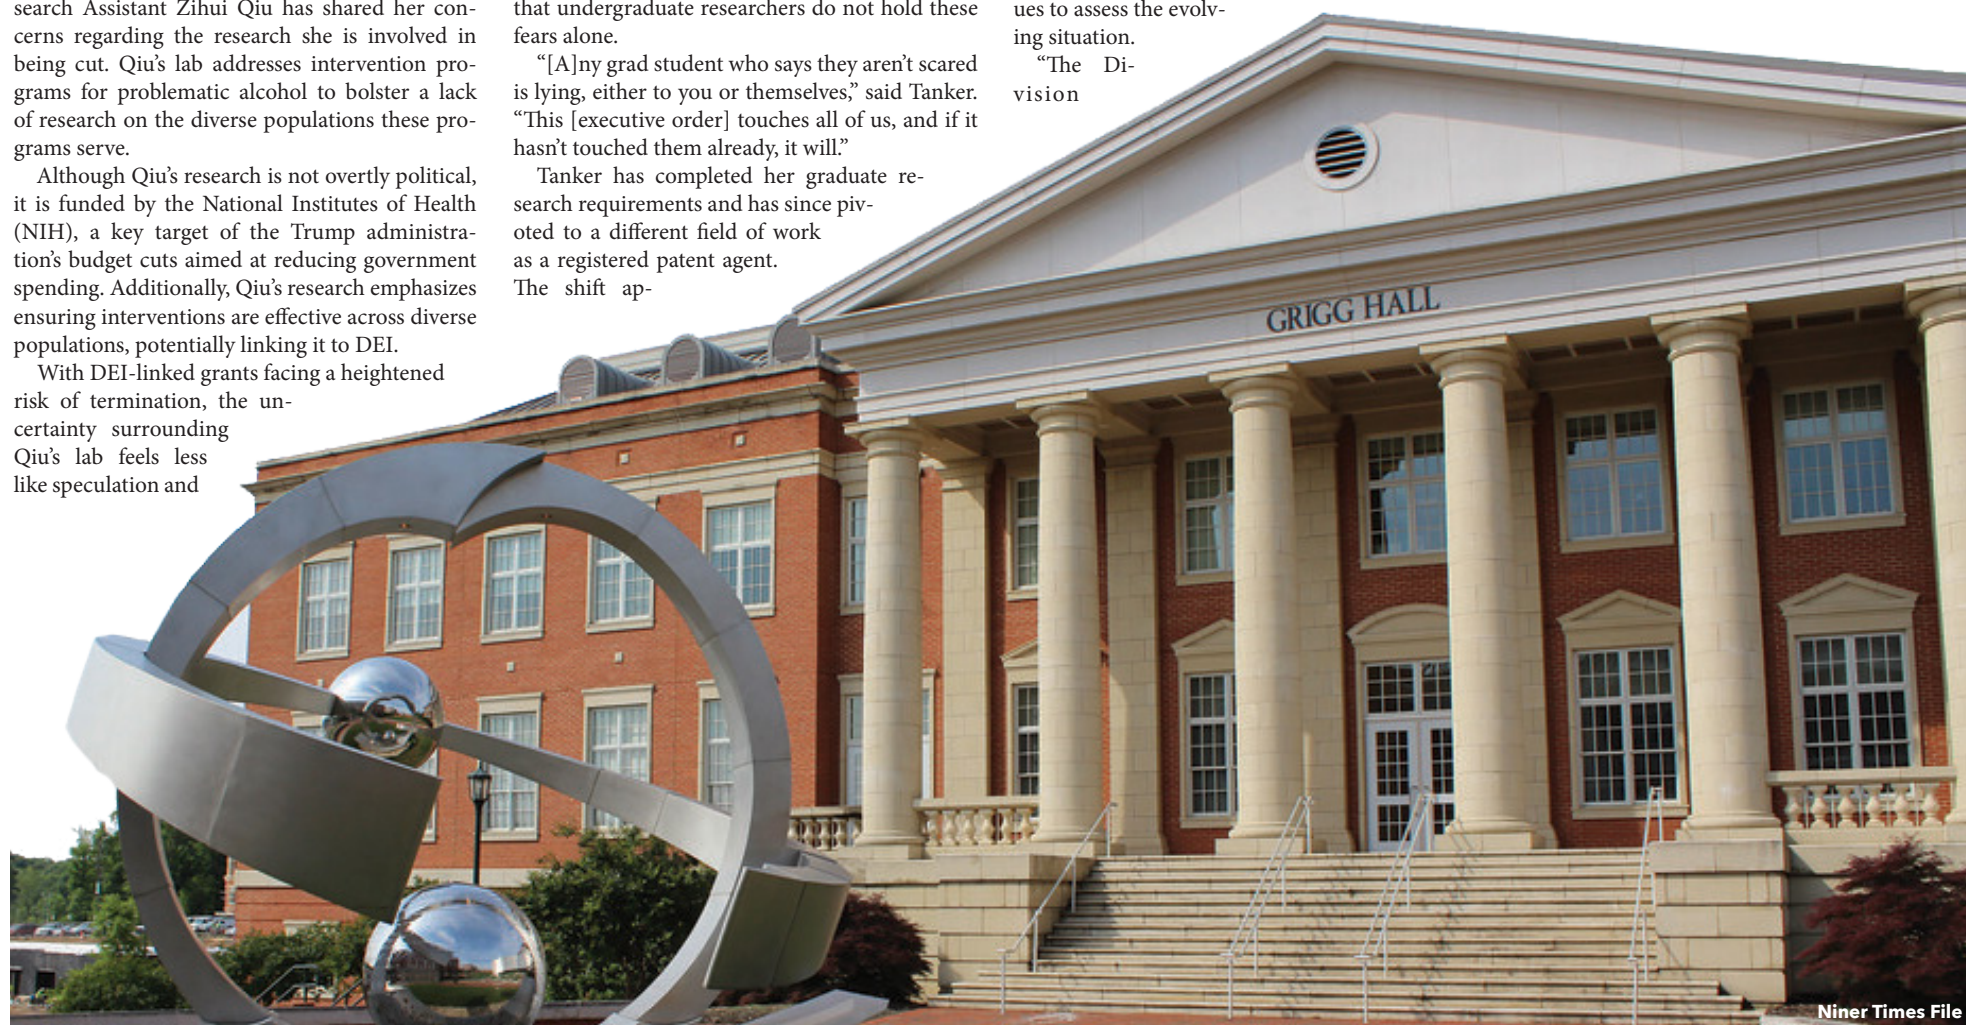 search Assistant Zihui Qiu has shared her con-
cerns regarding the research she is involved in
being cut. Qiu’s lab addresses intervention pro-
grams for problematic alcohol to bolster a lack
of research on the diverse populations these pro-
grams serve.
Although Qiu’s research is not overtly political,
it is funded by the National Institutes of Health
(NIH), a key target of the Trump administra-
tion’s budget cuts aimed at reducing government
spending. Additionally, Qiu’s research emphasizes
ensuring interventions are effective across diverse
populations, potentially linking it to DEI.
With DEI-linked grants facing a heightened
risk of termination, the un-
certainty surrounding
Qiu’s lab feels less
like speculation and
that undergraduate researchers do not hold these
fears alone.
“[A]ny grad student who says they aren’t scared
is lying, either to you or themselves,” said Tanker.
“This [executive order] touches all of us, and if it
hasn’t touched them already, it will.”
Tanker has completed her graduate re-
search requirements and has since piv-
oted to a different field of work
as a registered patent agent.
The shift ap-
ues to assess the evolv-
ing situation.
“The Di-
vision
GRIGG HALL
Niner Times File